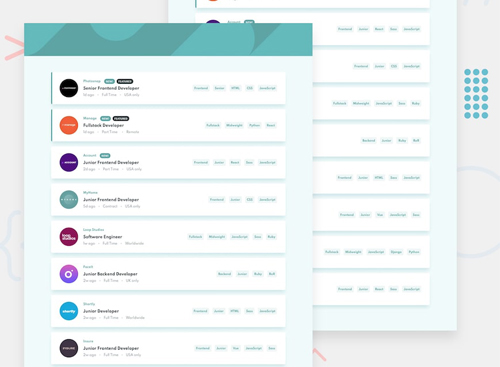 Photosnap NEW! FEATURED
Senior Frontend Developer
1d ago • Full Time • USA only
Frontend Senior HTML CSS JavaScript
Manage NEW! FEATURED
Fullstack Developer
1d ago • Part Time • Remote
Fullstack Midweight Python React
Account NEW!
Junior Frontend Developer
2d ago • Part Time • USA only
Frontend Junior React Sass JavaScript
MyHome
Junior Frontend Developer
5d ago • Contract • USA only
Frontend Junior CSS JavaScript
Loop Studios
Software Engineer
1w ago • Full Time • Worldwide
Fullstack Midweight JavaScript Sass Ruby
FaceIt
Junior Backend Developer
2w ago • Full Time • UK only
Backend Junior Ruby RoR
Shortly
Junior Developer
2w ago • Full Time • Worldwide
Frontend Junior HTML Sass JavaScript
Insure
Junior Frontend Developer
2w ago • Full Time • USA only
Frontend Junior Vue JavaScript Sass
Frontend Junior React Sass JavaScript
Frontend Junior CSS JavaScript
Fullstack Midweight JavaScript Sass Ruby
Backend Junior Ruby RoR
Frontend Junior HTML Sass JavaScript
Frontend Junior Vue JavaScript Sass
Fullstack Midweight JavaScript Django Python
Frontend Junior React Sass JavaScript